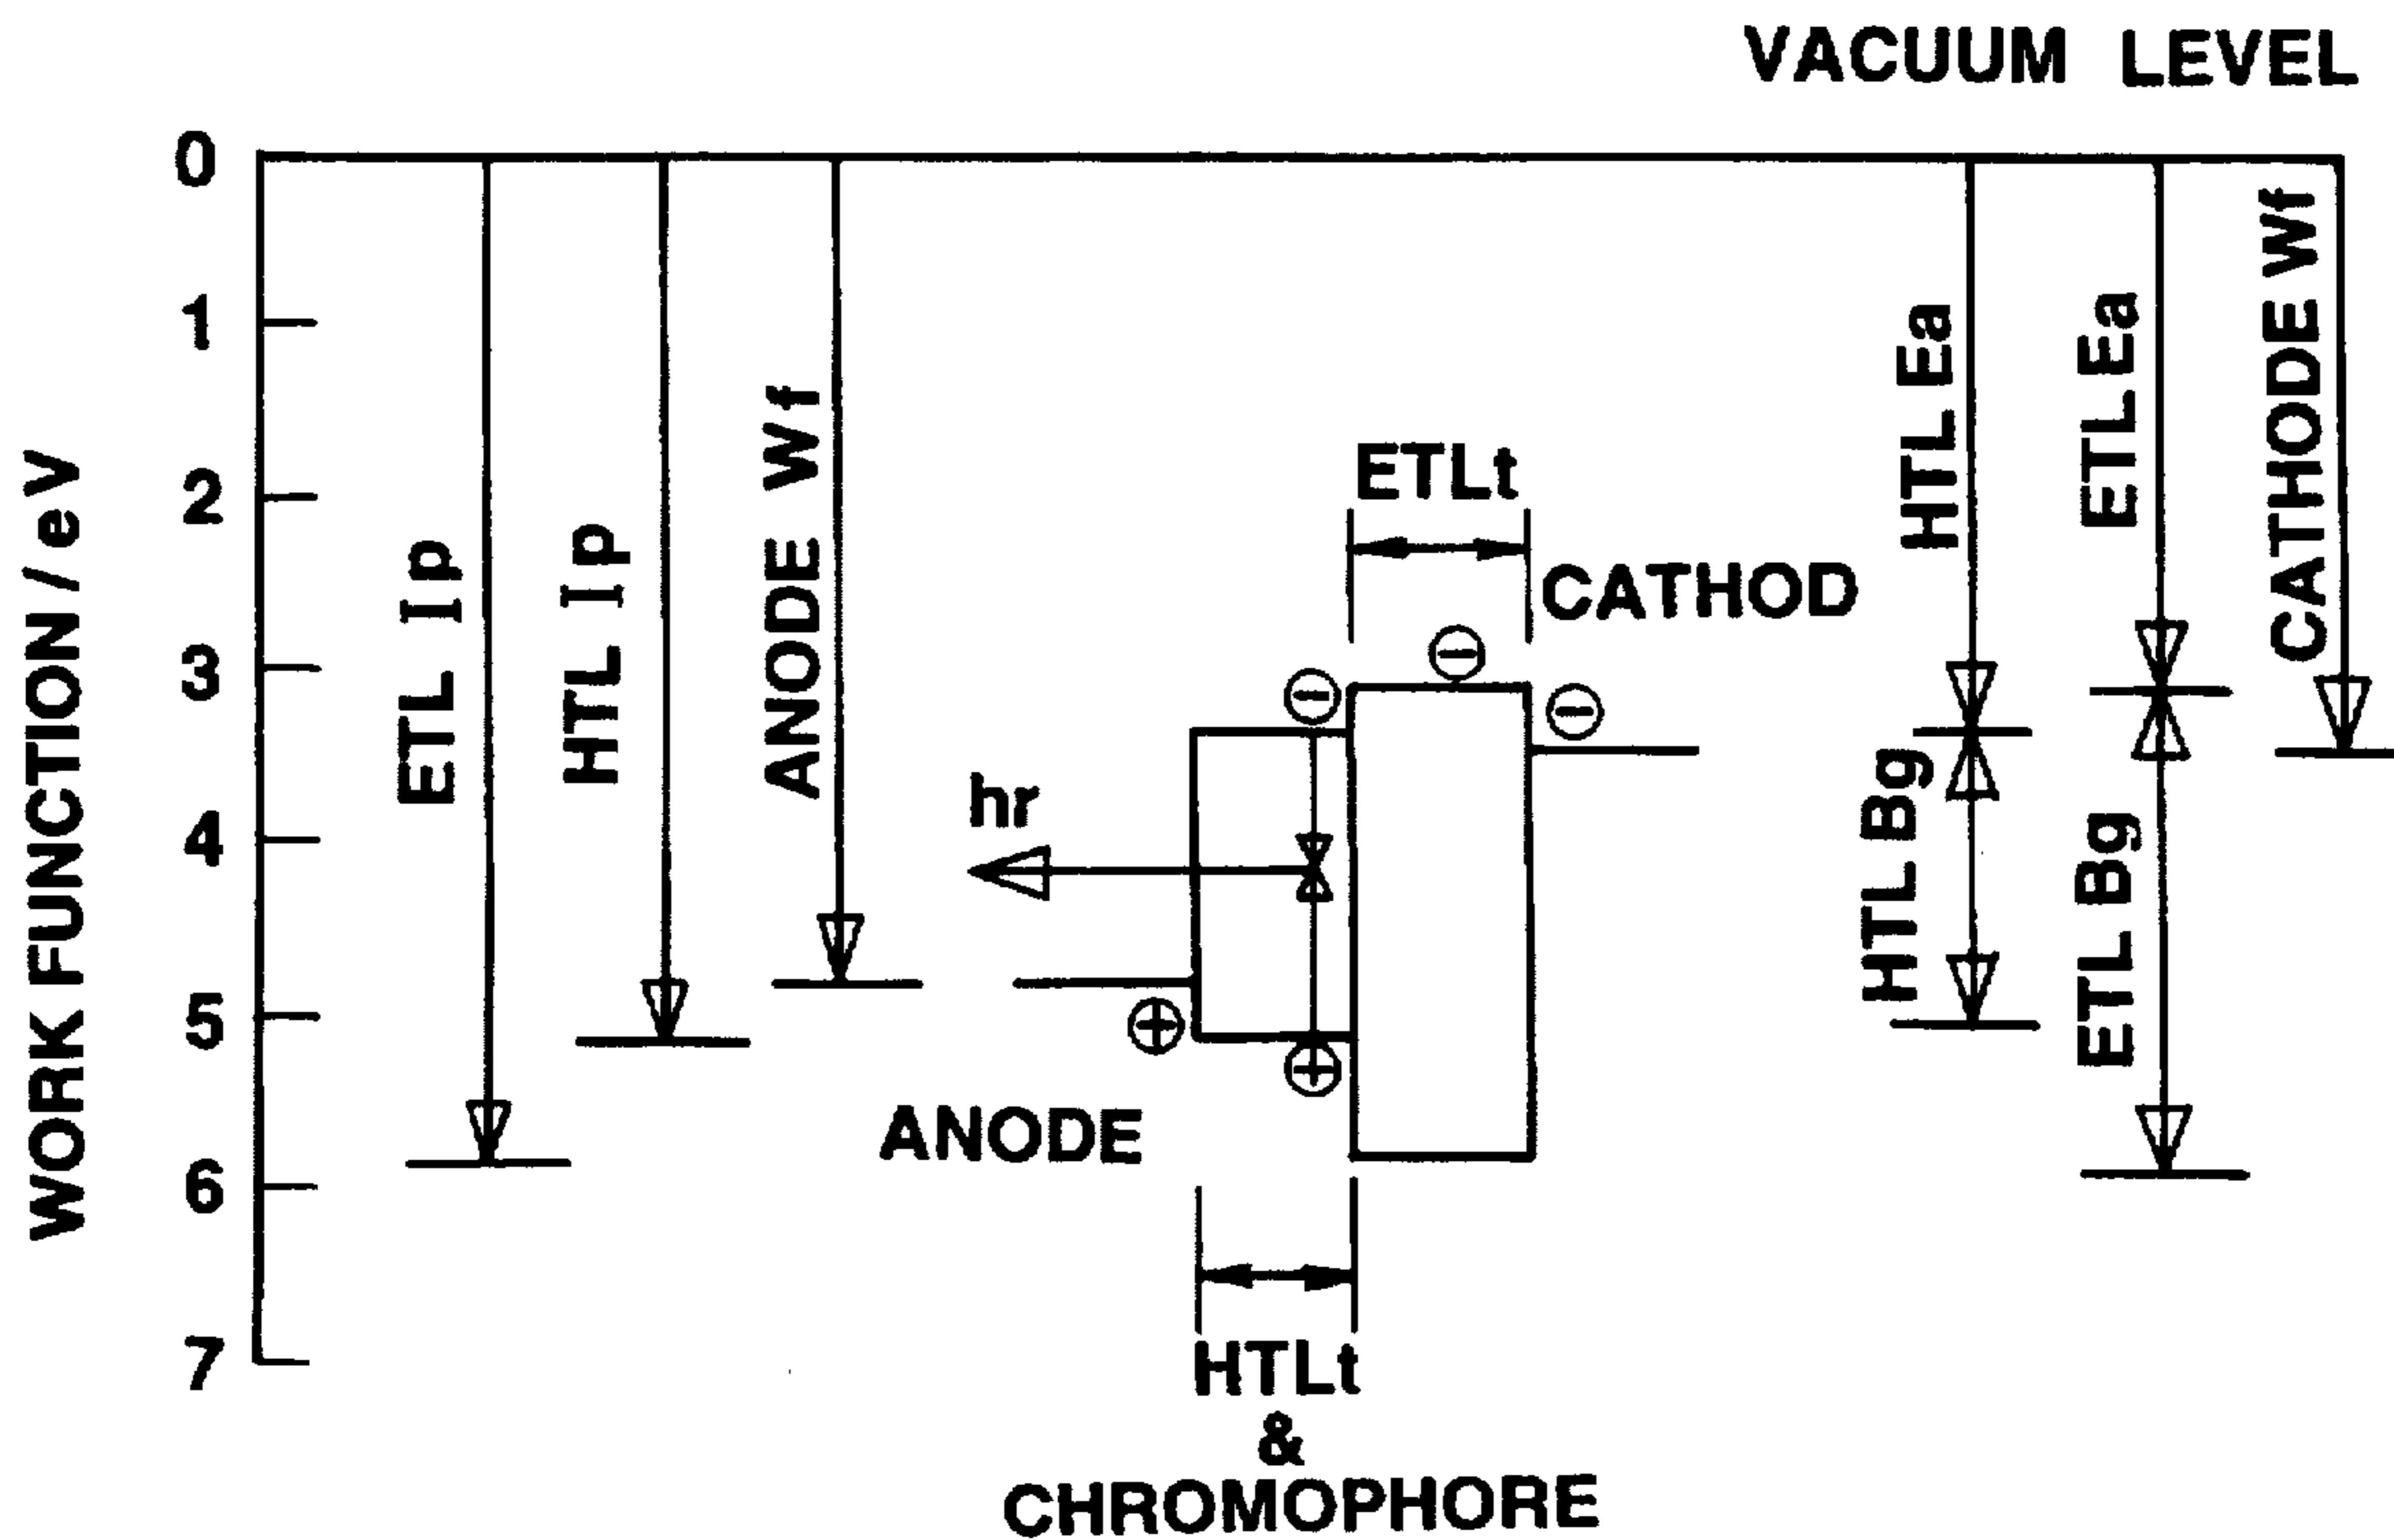 VACUUM LEVEL
WORK FUNCTION / eV
0
1
2
3
4
5
6
7
ETL Ip
HTL Ip
ANODE Wf
hr
ANODE
ETLt
CATHOD
HTLt
&
CHROMOPHORE
HTL Ea
HTL Bg
ETL Ea
ETL Bg
CATHODE Wf